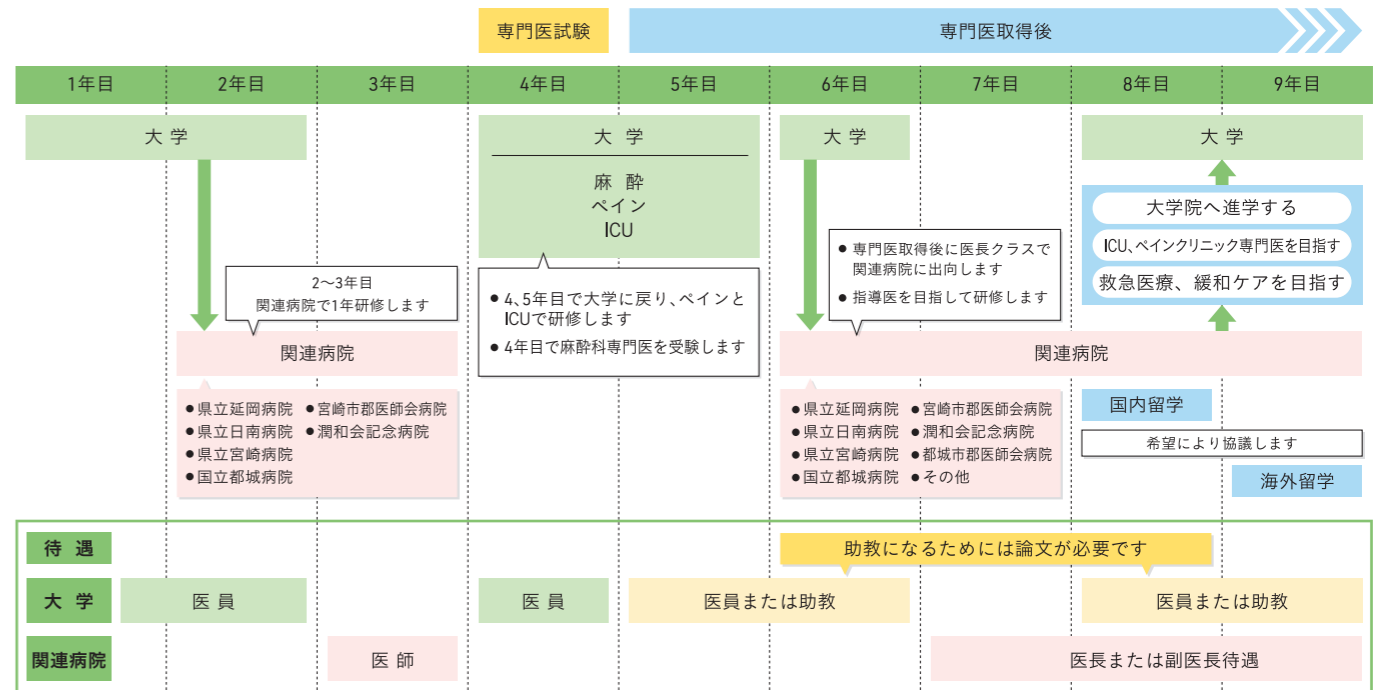 専門医試験
専門医取得後
1年目
2年目
3年目
4年目
5年目
6年目
7年目
8年目
9年目
大学
大学
麻酔
ペイン
ICU
大学
大学
大学院へ進学する
ICU、ペインクリニック専門医を目指す
救急医療、緩和ケアを目指す
2〜3年目
関連病院で1年研修します
● 4、5年目で大学に戻り、ペインと
ICUで研修します
● 4年目で麻酔科専門医を受験します
● 専門医取得後に医長クラスで
関連病院に出向します
● 指導医を目指して研修します
関連病院
関連病院
●県立延岡病院 ●宮崎市郡医師会病院
●県立日南病院 ●潤和会記念病院
●県立宮崎病院
●国立都城病院
●県立延岡病院 ●宮崎市郡医師会病院
●県立日南病院 ●潤和会記念病院
●県立宮崎病院 ●都城市郡医師会病院
●国立都城病院 ●その他
国内留学
希望により協議します
海外留学
待遇
助教になるためには論文が必要です
大学
医員
医員
医員または助教
医員または助教
関連病院
医師
医長または副医長待遇